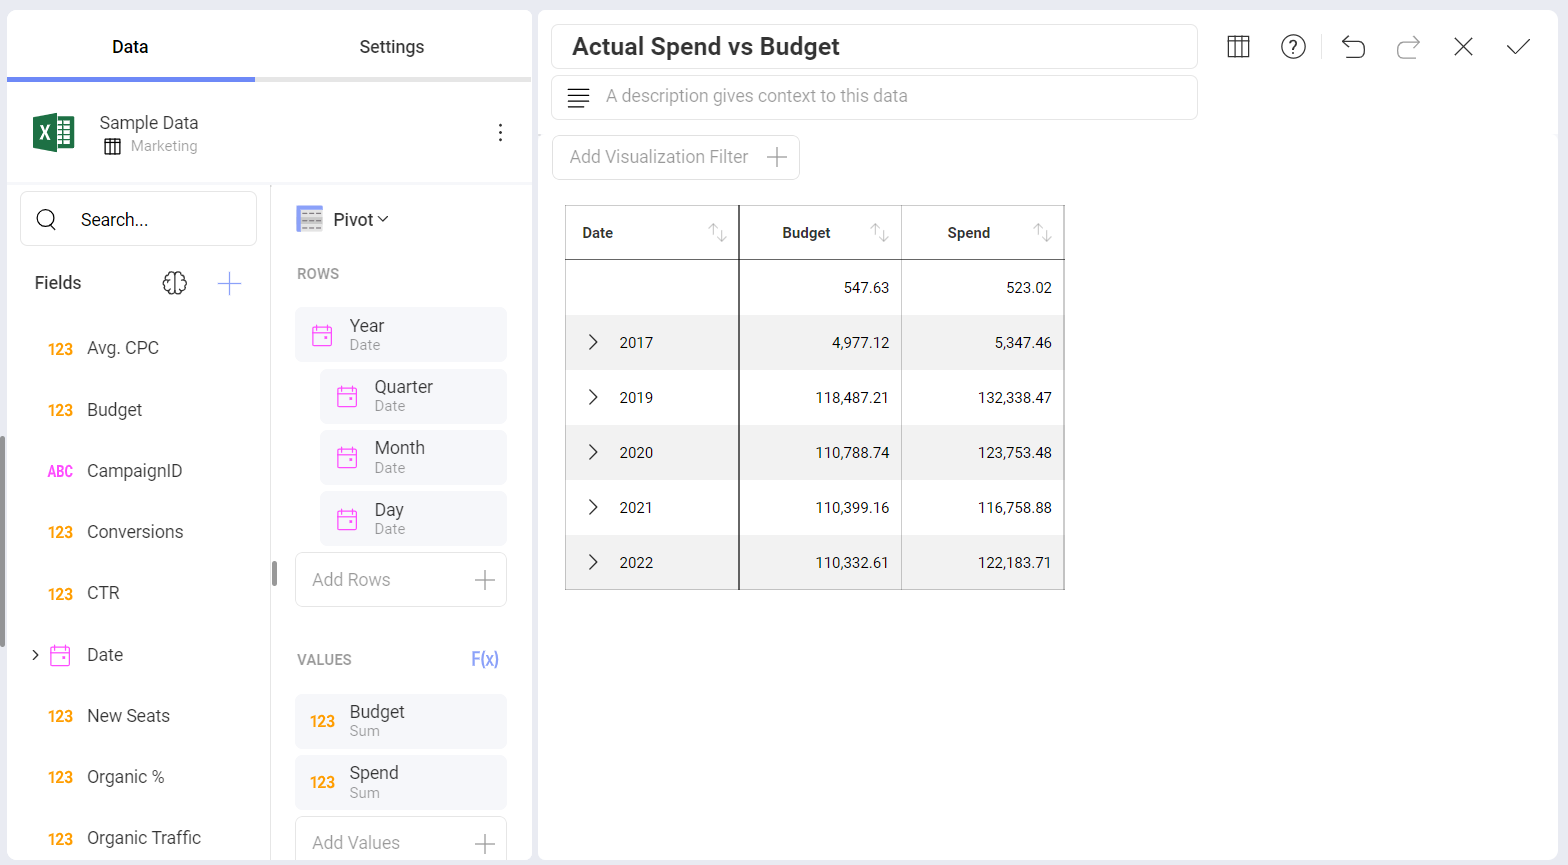 Data
Settings
Sample Data
Marketing
Search...
Fields
123 Avg. CPC
123 Budget
ABC CampaignID
123 Conversions
123 CTR
Date
123 New Seats
123 Organic %
123 Organic Traffic
Pivot
ROWS
Year
Date
Quarter
Date
Month
Date
Day
Date
Add Rows
VALUES F(x)
123 Budget
Sum
123 Spend
Sum
Add Values
Actual Spend vs Budget
A description gives context to this data
Add Visualization Filter
Date Budget Spend
547.63 523.02
2017 4,977.12 5,347.46
2019 118,487.21 132,338.47
2020 110,788.74 123,753.48
2021 110,399.16 116,758.88
2022 110,332.61 122,183.71